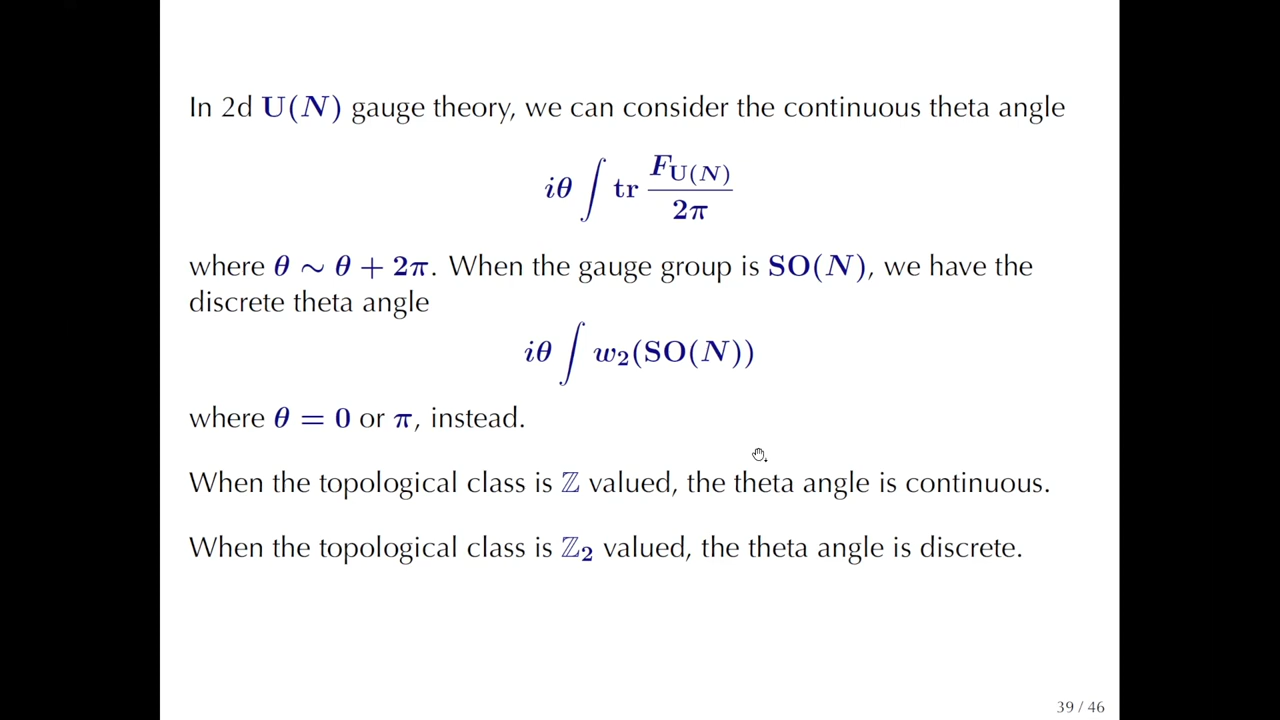 In 2d U(N) gauge theory, we can consider the continuous theta angle
iθ ∫ tr F_{U(N)} / 2π
where θ ∼ θ + 2π. When the gauge group is SO(N), we have the
discrete theta angle
iθ ∫ w₂(SO(N))
where θ = 0 or π, instead.
When the topological class is ℤ valued, the theta angle is continuous.
When the topological class is ℤ₂ valued, the theta angle is discrete.
39 / 46